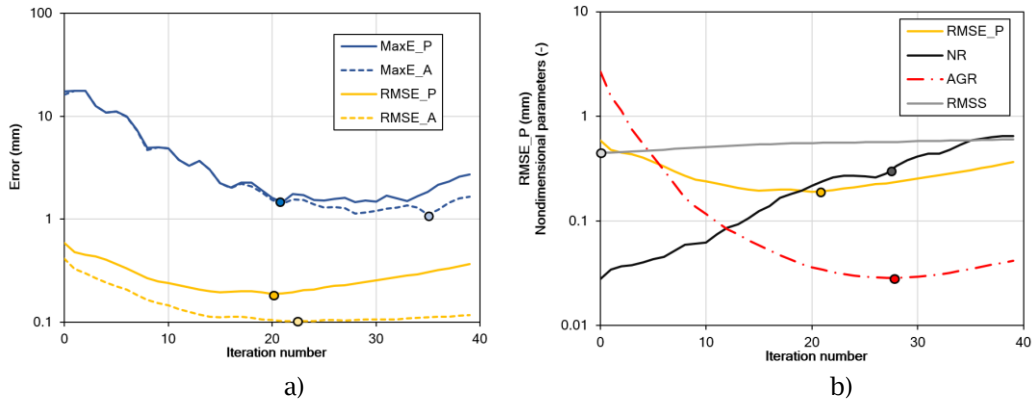 100
10
1
0.1
Error (mm)
0
10
20
30
40
Iteration number
MaxE_P
MaxE_A
RMSE_P
RMSE_A
a)
10
1
0.1
0.01
RMSE_P (mm)
Nondimensional parameters (-)
0
10
20
30
40
Iteration number
RMSE_P
NR
AGR
RMSS
b)